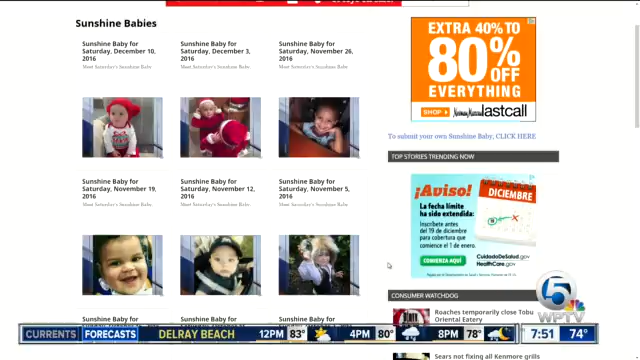 Sunshine Babies
Sunshine Baby for
Saturday, December 10,
2016
Meet Saturday's Sunshine Baby
Sunshine Baby for
Saturday, December 3,
2016
Meet Saturday's Sunshine Baby
Sunshine Baby for
Saturday, November 26,
2016
Meet Saturday's Sunshine Baby
Sunshine Baby for
Saturday, November 19,
2016
Meet Saturday's Sunshine Baby
Sunshine Baby for
Saturday, November 12,
2016
Meet Saturday's Sunshine Baby
Sunshine Baby for
Saturday, November 5,
2016
Meet Saturday's Sunshine Baby
Sunshine Baby for
Sunshine Baby for
Sunshine Baby for
EXTRA 40% TO
80% OFF
EVERYTHING
SHOP
Neiman Marcus lastcall
To submit your own Sunshine Baby, CLICK HERE
TOP STORIES TRENDING NOW
¡Aviso!
La fecha límite
ha sido extendida:
Inscríbete antes
del 19 de diciembre
para cobertura que
comience el 1 de enero.
COMIENZA AQUÍ
DICIEMBRE
CuidadoDeSalud.gov
HealthCare.gov
CONSUMER WATCHDOG
Roaches temporarily close Tobu
Oriental Eatery
Sears not fixing all Kenmore grills
5
WPTV
CURRENTS
FORECASTS
DELRAY BEACH
12PM 83°
4PM 80°
8PM 78°
7:51 74°